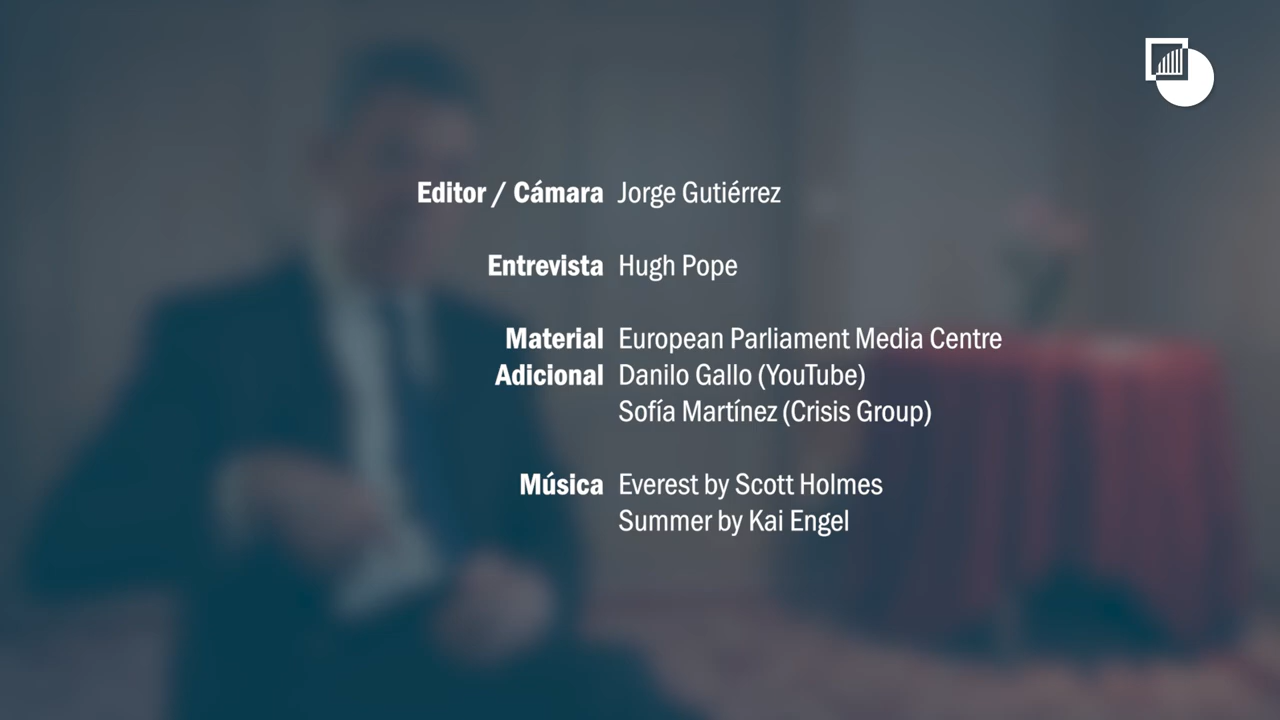 Editor / Cámara Jorge Gutiérrez
Entrevista Hugh Pope
Material European Parliament Media Centre
Adicional Danilo Gallo (YouTube)
Sofía Martínez (Crisis Group)
Música Everest by Scott Holmes
Summer by Kai Engel